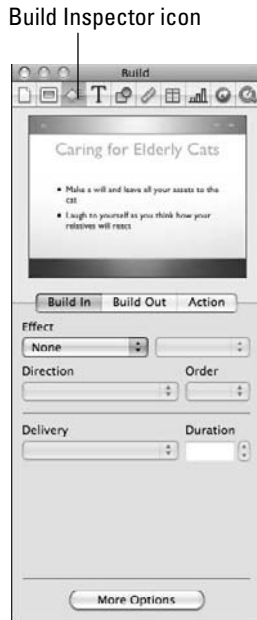 Build Inspector icon
Build
T
Caring for Elderly Cats
• Make a will and leave all your assets to the
cat
• Laugh to yourself as you think how your
relatives will react
Build In Build Out Action
Effect
None
Direction Order
Delivery Duration
More Options